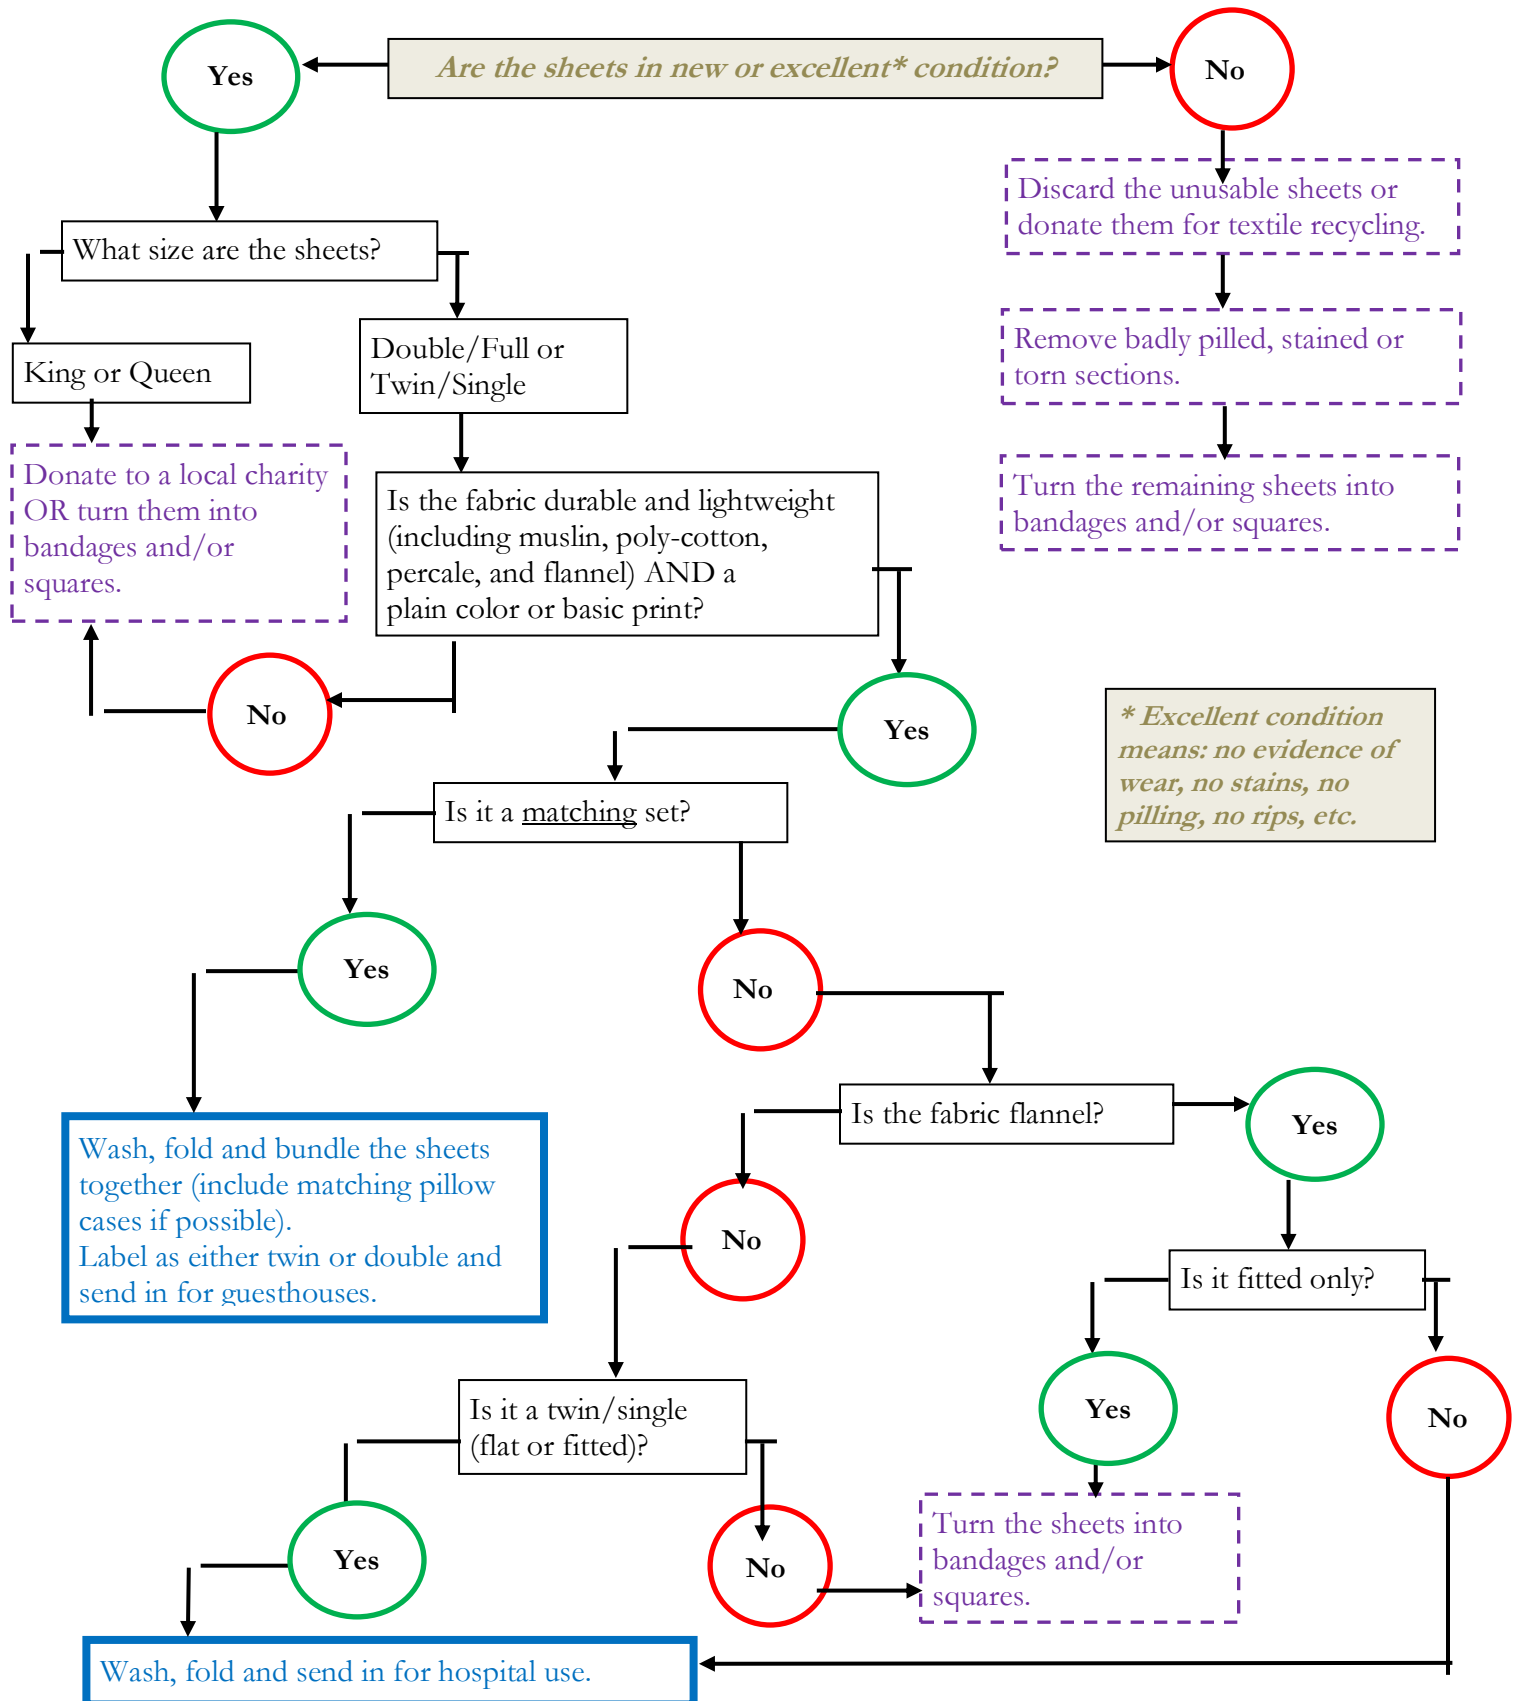 Are the sheets in new or excellent* condition?
Yes
No
Discard the unusable sheets or
donate them for textile recycling.
What size are the sheets?
Remove badly pilled, stained or
torn sections.
King or Queen
Double/Full or
Twin/Single
Donate to a local charity
OR turn them into
bandages and/or
squares.
Turn the remaining sheets into
bandages and/or squares.
Is the fabric durable and lightweight
(including muslin, poly-cotton,
percale, and flannel) AND a
plain color or basic print?
No
Yes
* Excellent condition
means: no evidence of
wear, no stains, no
pilling, no rips, etc.
Is it a matching set?
Yes
No
Is the fabric flannel?
Yes
Wash, fold and bundle the sheets
together (include matching pillow
cases if possible).
Label as either twin or double and
send in for guesthouses.
No
Is it fitted only?
Yes
No
Is it a twin/single
(flat or fitted)?
Yes
No
Turn the sheets into
bandages and/or
squares.
Wash, fold and send in for hospital use.